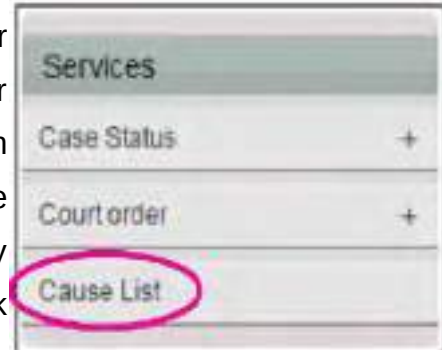 r
Services
r
Case Status +
n
e
Court order +
y
Cause List
k